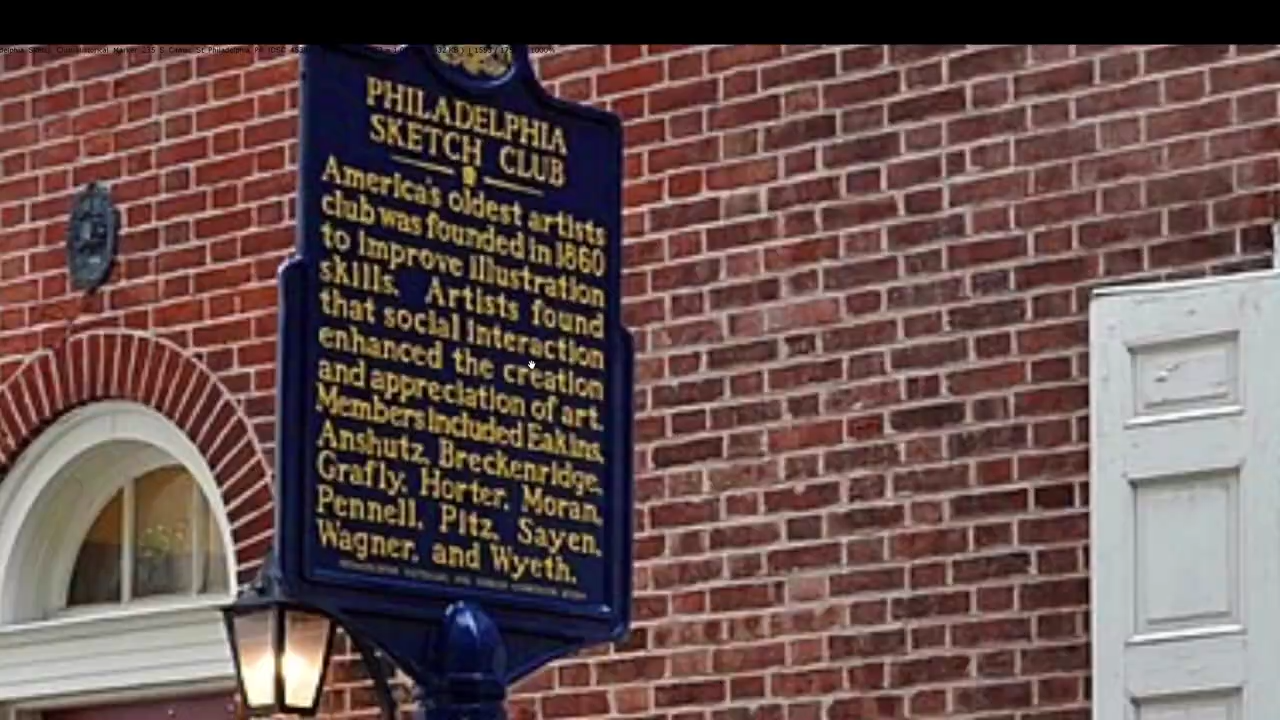 PHILADELPHIA
SKETCH CLUB
America's oldest artists
club was founded in 1860
to improve illustration
skills. Artists found
that social interaction
enhanced the creation
and appreciation of art.
Members included Eakins,
Anshutz, Breckenridge,
Grafly, Horter, Moran,
Pennell, Pitz, Sayen,
Wagner, and Wyeth.